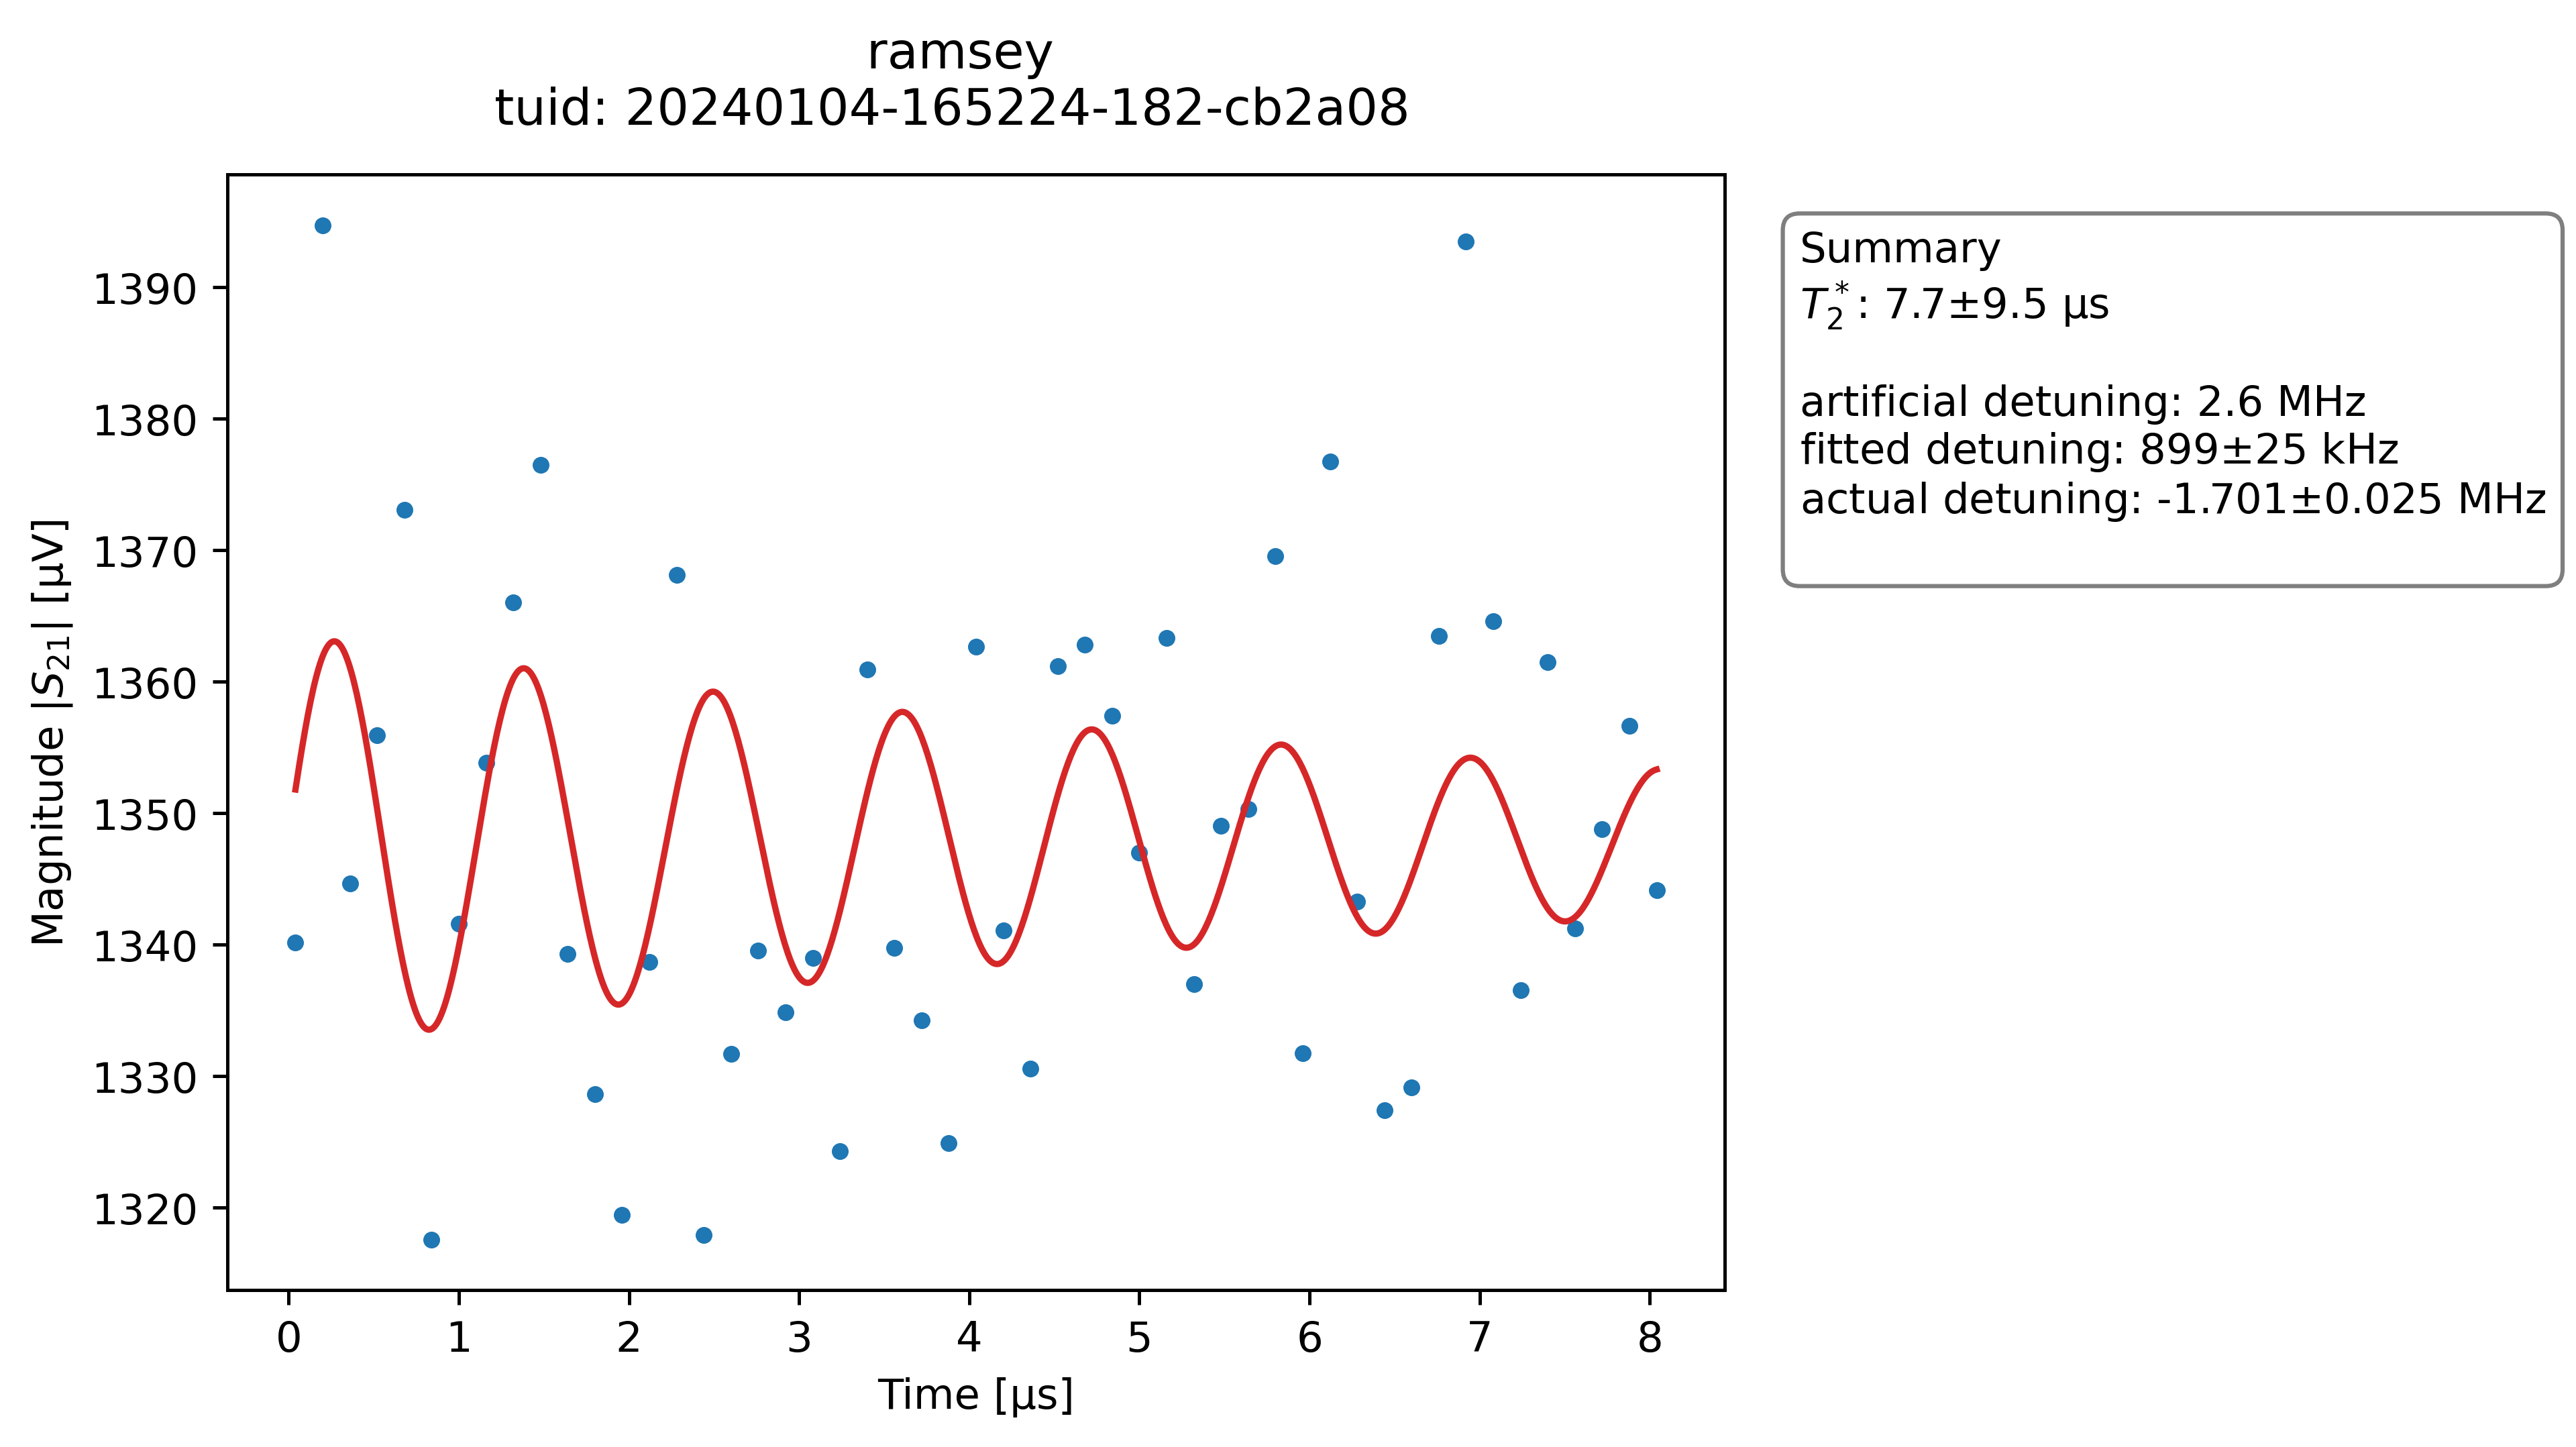 ramsey
tuid: 20240104-165224-182-cb2a08
Magnitude |S21| [µV]
1390
1380
1370
1360
1350
1340
1330
1320
0 1 2 3 4 5 6 7 8
Time [µs]
Summary
T2*: 7.7±9.5 µs
artificial detuning: 2.6 MHz
fitted detuning: 899±25 kHz
actual detuning: -1.701±0.025 MHz